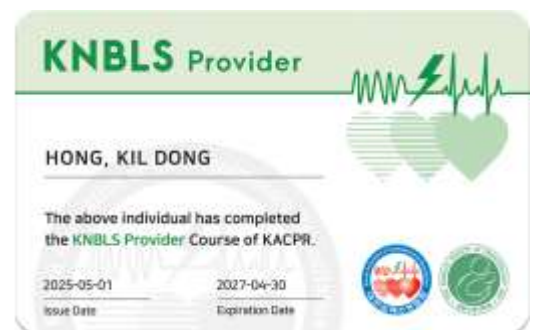 KNBLS Provider
HONG, KIL DONG
The above individual has completed
the KNBLS Provider Course of KACPR.
2025-05-01 2027-04-30
Issue Date Expiration Date